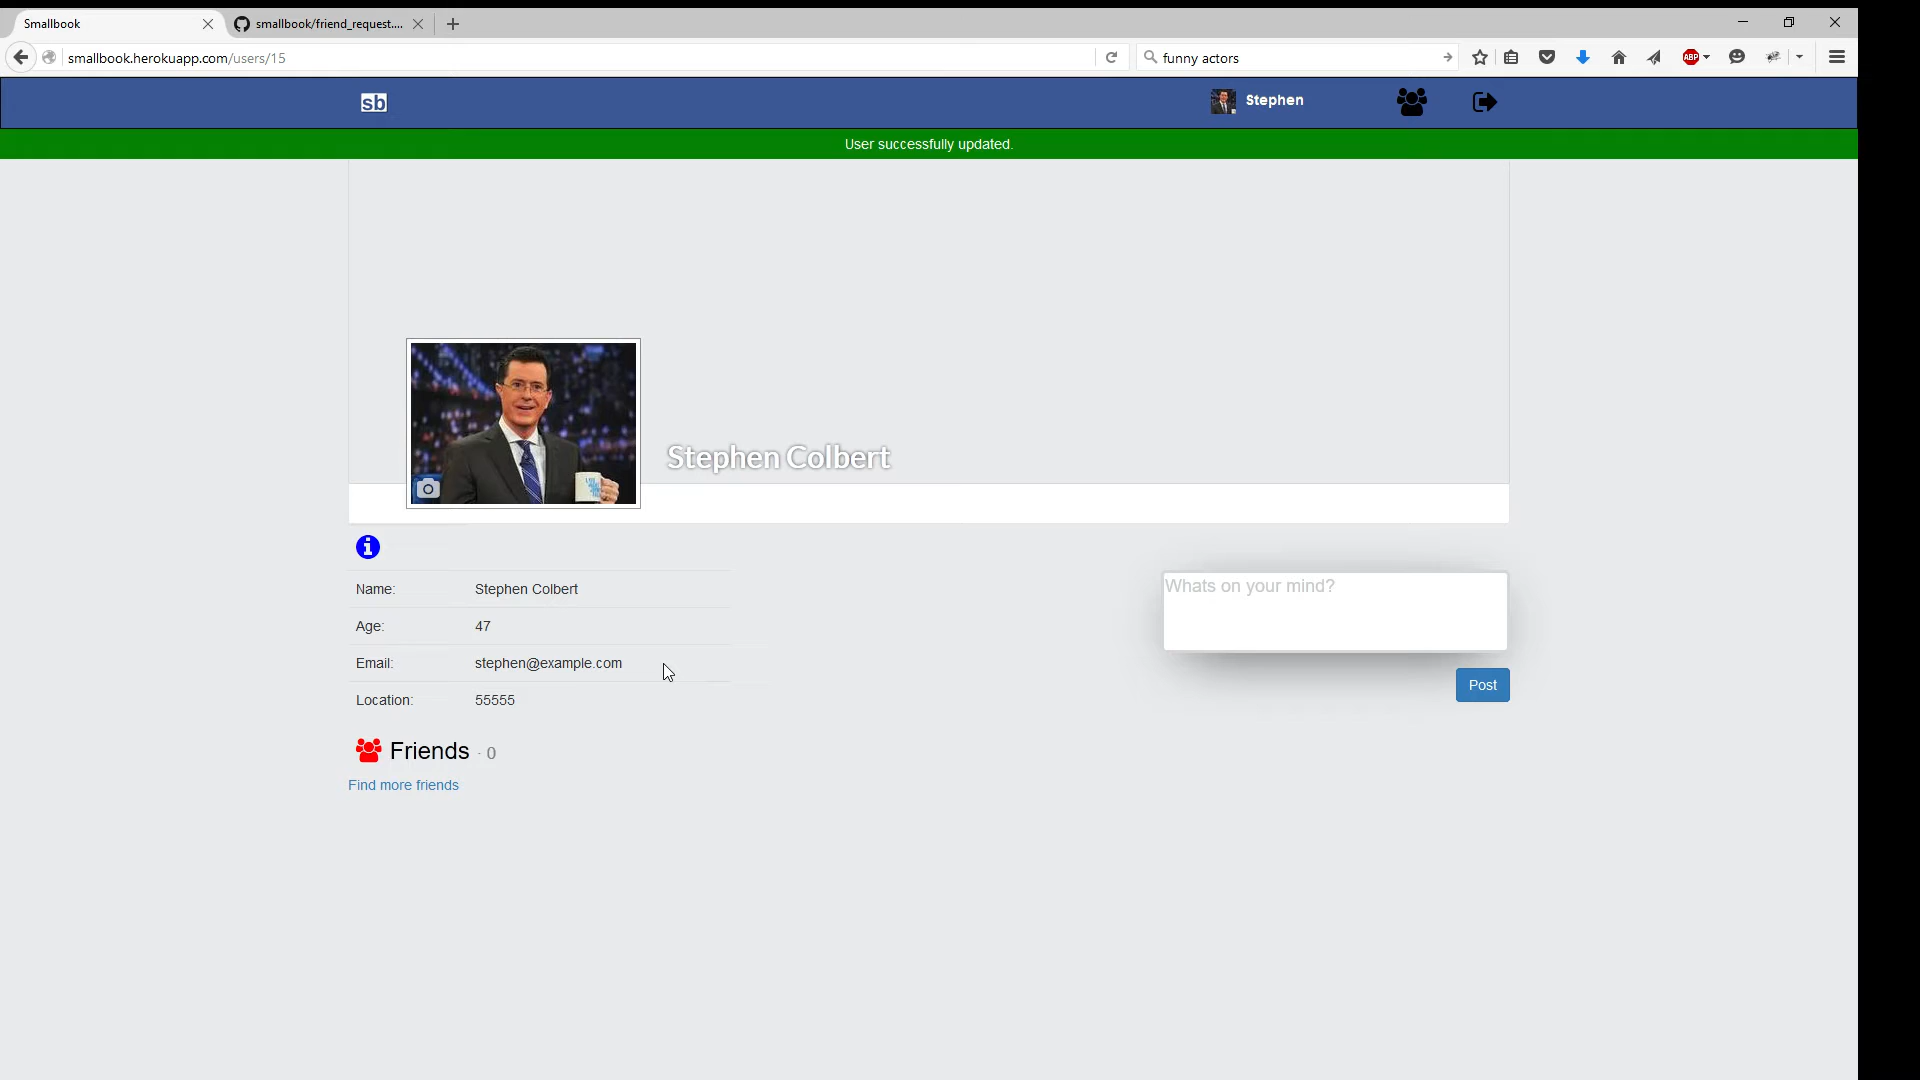 Smallbook
smallbook/friend_request....
smallbook.herokuapp.com/users/15
funny actors
ABP
sb
Stephen
User successfully updated.
Stephen Colbert
Name: Stephen Colbert
Age: 47
Email: stephen@example.com
Location: 55555
Whats on your mind?
Post
Friends · 0
Find more friends